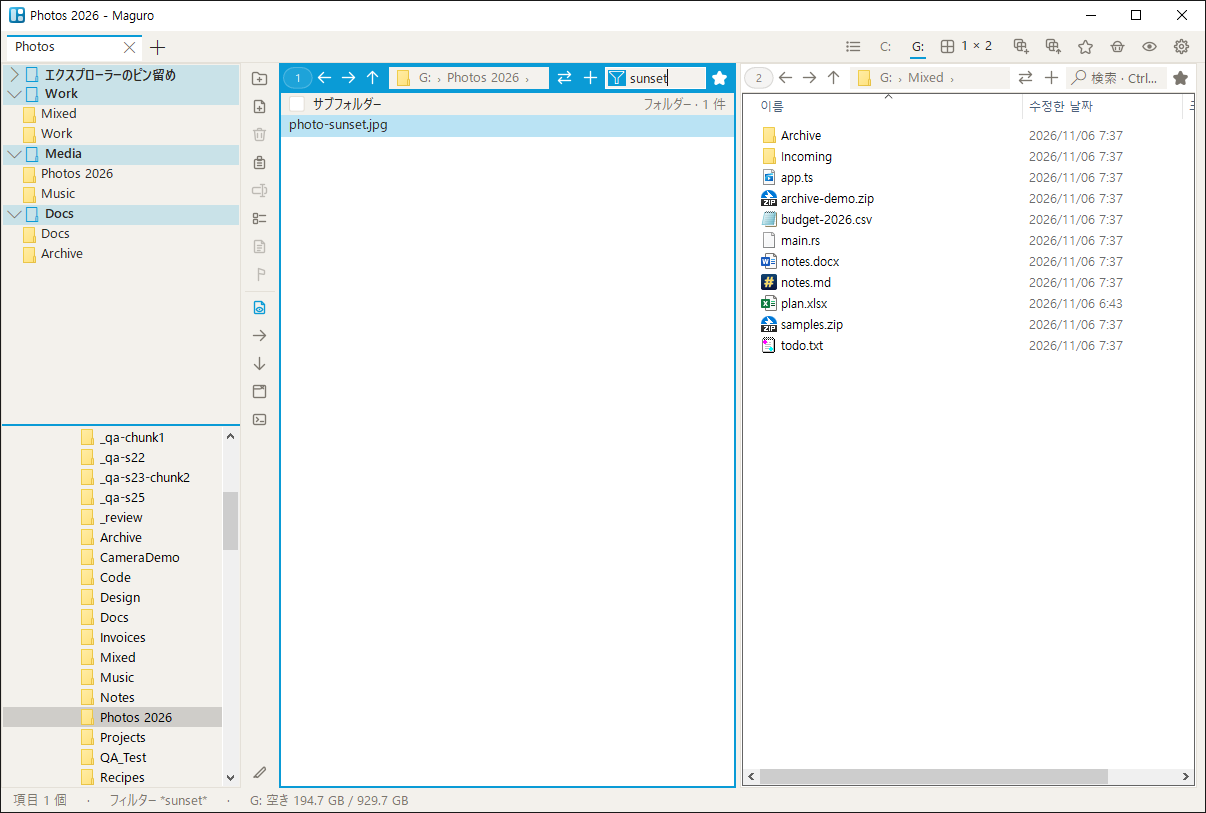 Photos 2026 - Maguro
Photos
C:
G:
1 × 2
エクスプローラーのピン留め
Work
Mixed
Work
Media
Photos 2026
Music
Docs
Docs
Archive
_qa-chunk1
_qa-s22
_qa-s23-chunk2
_qa-s25
_review
Archive
CameraDemo
Code
Design
Docs
Invoices
Mixed
Music
Notes
Photos 2026
Projects
QA_Test
Recipes
1
G: › Photos 2026 ›
sunset
サブフォルダー
フォルダー · 1 件
photo-sunset.jpg
2
G: › Mixed ›
検索 · Ctrl...
이름
수정한 날짜
Archive 2026/11/06 7:37
Incoming 2026/11/06 7:37
app.ts 2026/11/06 7:37
archive-demo.zip 2026/11/06 7:37
budget-2026.csv 2026/11/06 7:37
main.rs 2026/11/06 7:37
notes.docx 2026/11/06 7:37
notes.md 2026/11/06 7:37
plan.xlsx 2026/11/06 6:43
samples.zip 2026/11/06 7:37
todo.txt 2026/11/06 7:37
項目 1 個 · フィルター *sunset* · G: 空き 194.7 GB / 929.7 GB